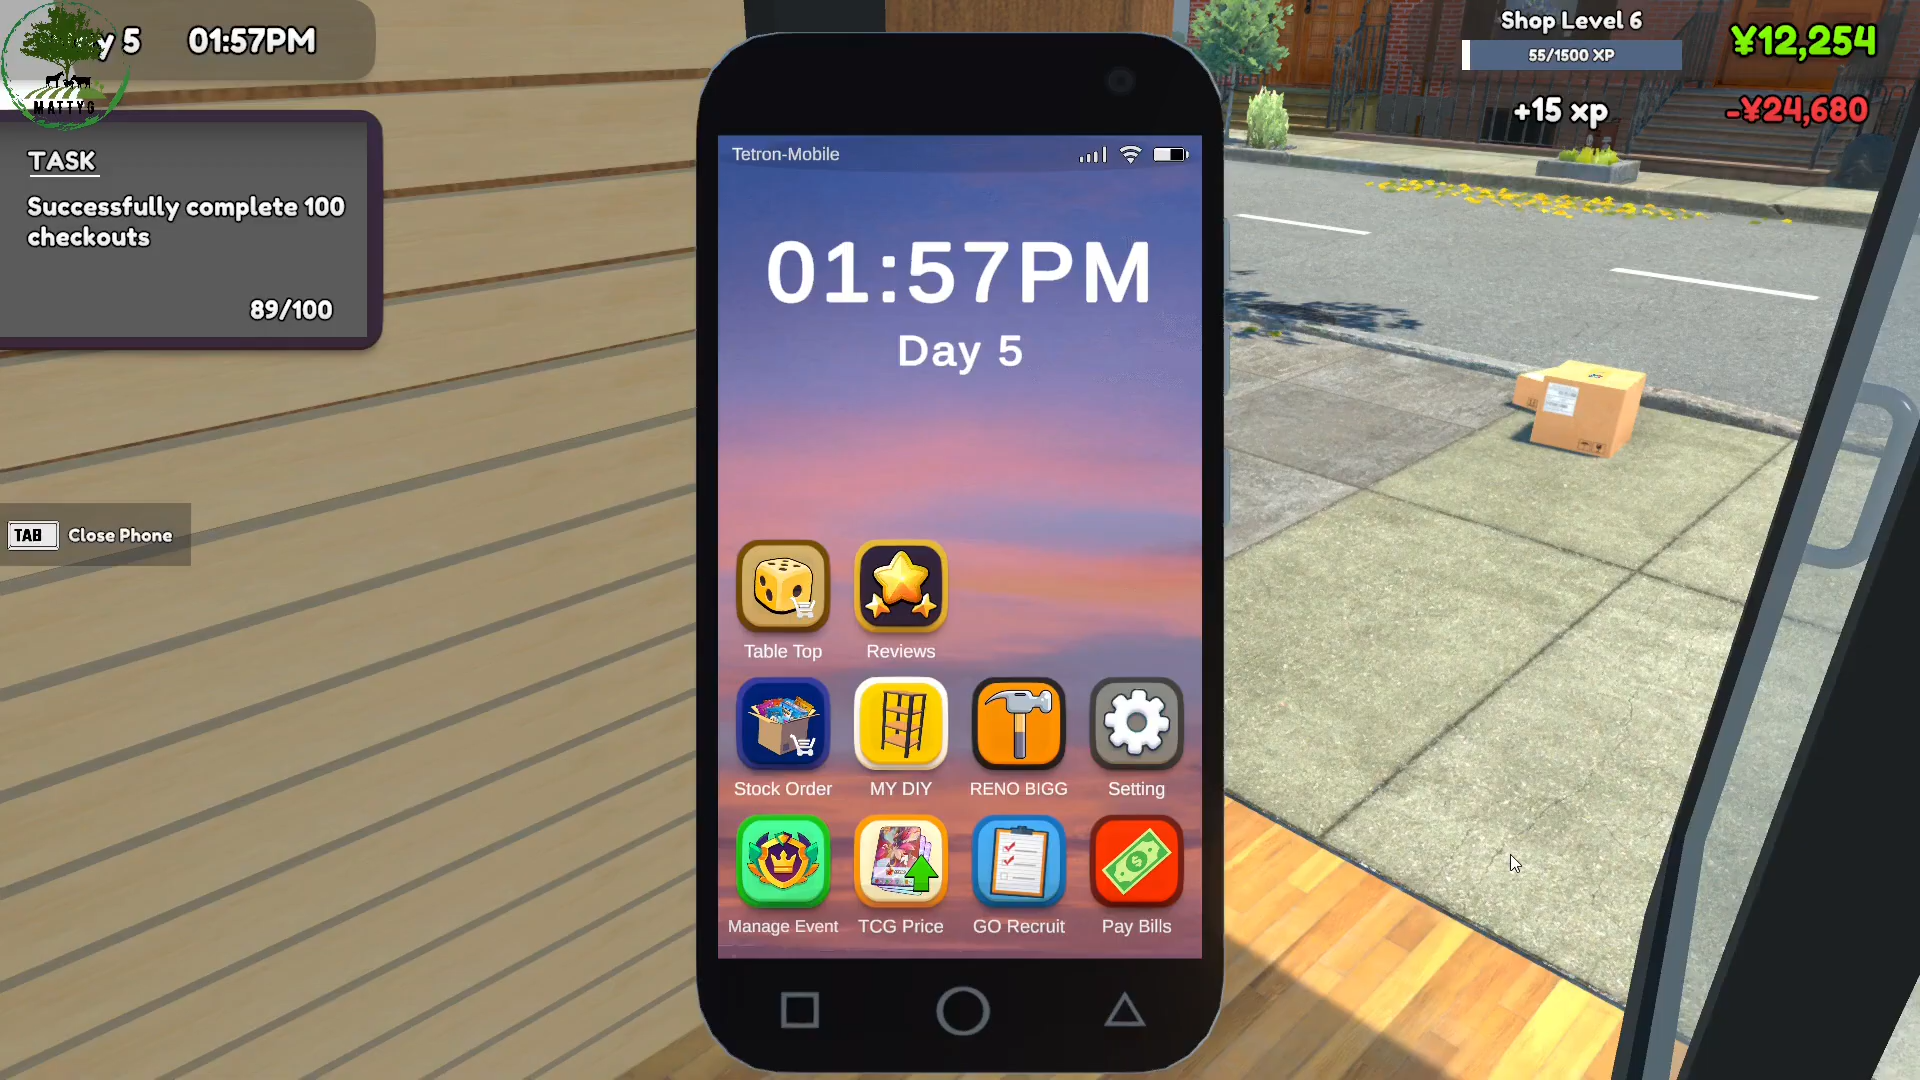 y 5
01:57PM
MATTYG
TASK
Successfully complete 100
checkouts
89/100
TAB Close Phone
Shop Level 6
55/1500 XP
¥12,254
+15 xp
-¥24,680
Tetron-Mobile
01:57PM
Day 5
Table Top
Reviews
Stock Order
MY DIY
RENO BIGG
Setting
Manage Event
TCG Price
GO Recruit
Pay Bills